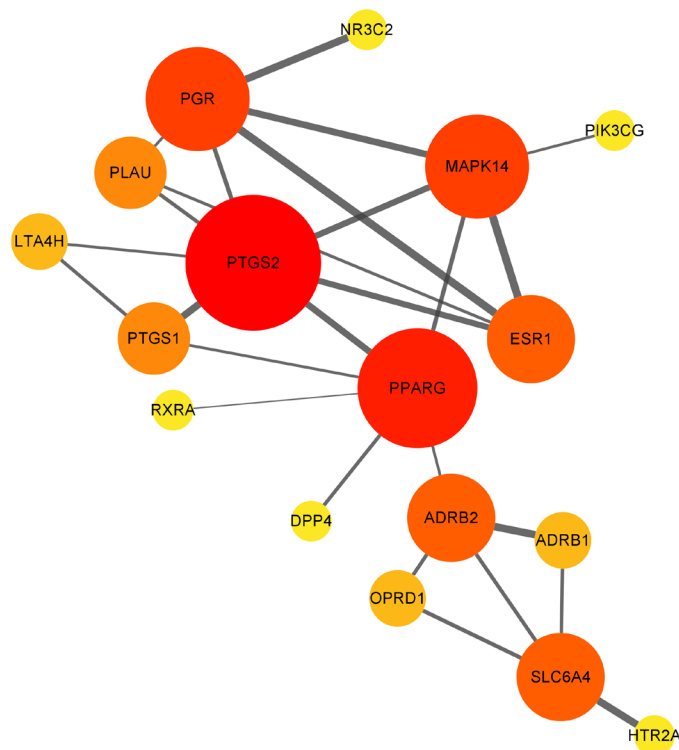 NR3C2
PGR
PIK3CG
MAPK14
PLAU
LTA4H
PTGS2
PTGS1
ESR1
PPARG
RXRA
DPP4
ADRB2
ADRB1
OPRD1
SLC6A4
HTR2A